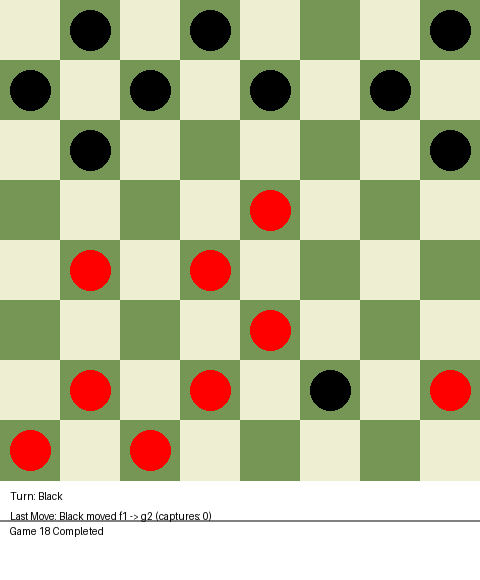 Turn: Black
Last Move: Black moved f1 -> g2 (captures: 0)
Game 18 Completed